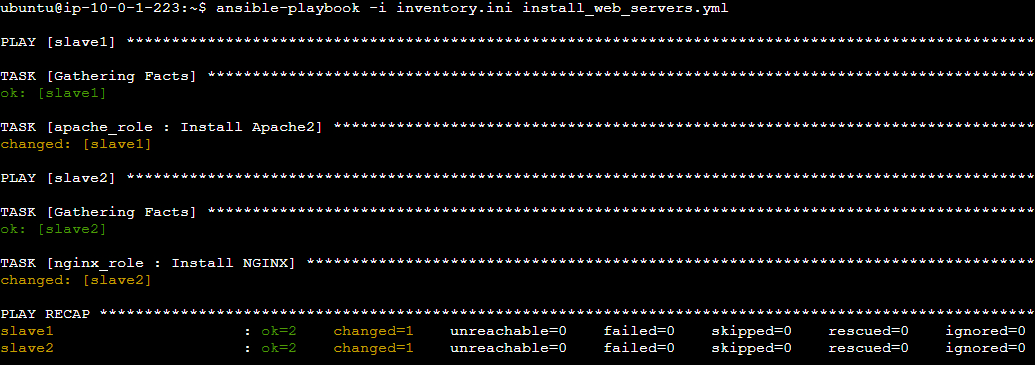 ubuntu@ip-10-0-1-223:~$ ansible-playbook -i inventory.ini install_web_servers.yml
PLAY [slave1] *****************************************************************************************************
TASK [Gathering Facts] ********************************************************************************************
ok: [slave1]
TASK [apache_role : Install Apache2] ******************************************************************************
changed: [slave1]
PLAY [slave2] *****************************************************************************************************
TASK [Gathering Facts] ********************************************************************************************
ok: [slave2]
TASK [nginx_role : Install NGINX] *********************************************************************************
changed: [slave2]
PLAY RECAP ********************************************************************************************************
slave1                     : ok=2    changed=1    unreachable=0    failed=0    skipped=0    rescued=0    ignored=0
slave2                     : ok=2    changed=1    unreachable=0    failed=0    skipped=0    rescued=0    ignored=0